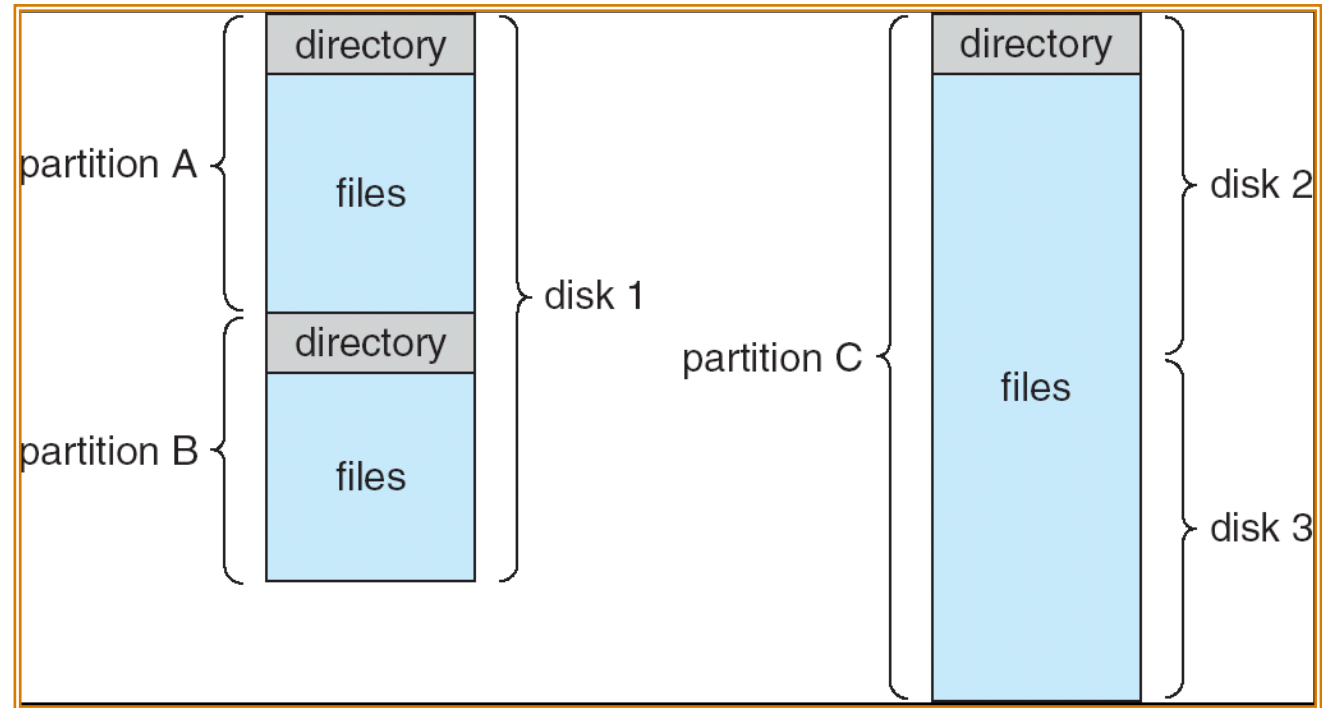 directory
partition A
files
disk 1
directory
partition B
files
directory
disk 2
partition C
files
disk 3